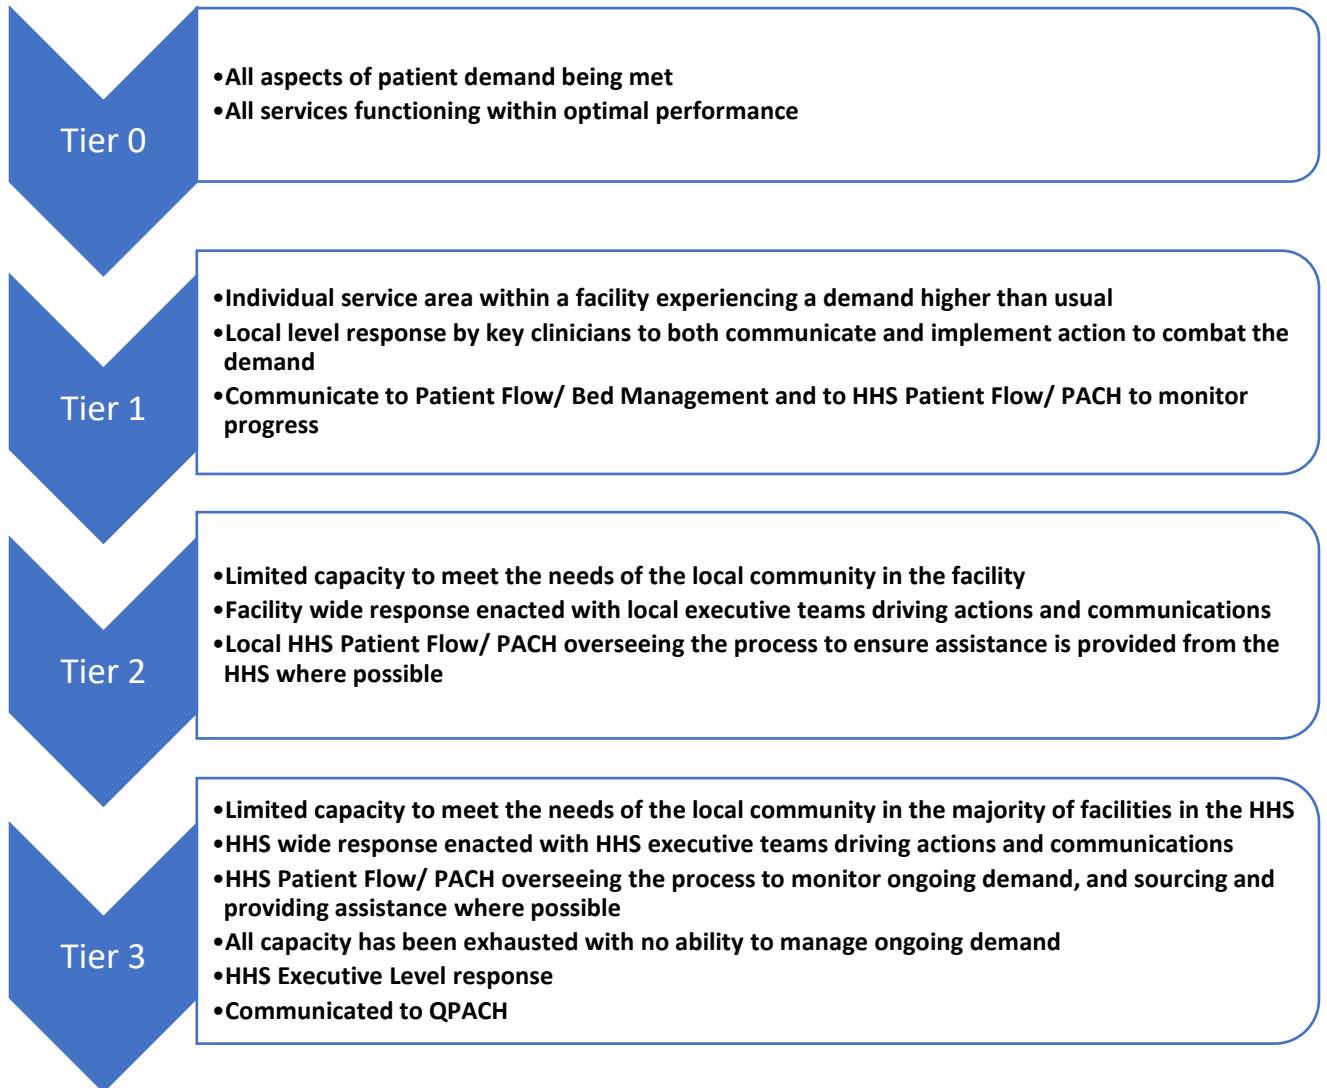 Tier 0
•All aspects of patient demand being met
•All services functioning within optimal performance
Tier 1
•Individual service area within a facility experiencing a demand higher than usual
•Local level response by key clinicians to both communicate and implement action to combat the
demand
•Communicate to Patient Flow/ Bed Management and to HHS Patient Flow/ PACH to monitor
progress
Tier 2
•Limited capacity to meet the needs of the local community in the facility
•Facility wide response enacted with local executive teams driving actions and communications
•Local HHS Patient Flow/ PACH overseeing the process to ensure assistance is provided from the
HHS where possible
Tier 3
•Limited capacity to meet the needs of the local community in the majority of facilities in the HHS
•HHS wide response enacted with HHS executive teams driving actions and communications
•HHS Patient Flow/ PACH overseeing the process to monitor ongoing demand, and sourcing and
providing assistance where possible
•All capacity has been exhausted with no ability to manage ongoing demand
•HHS Executive Level response
•Communicated to QPACH